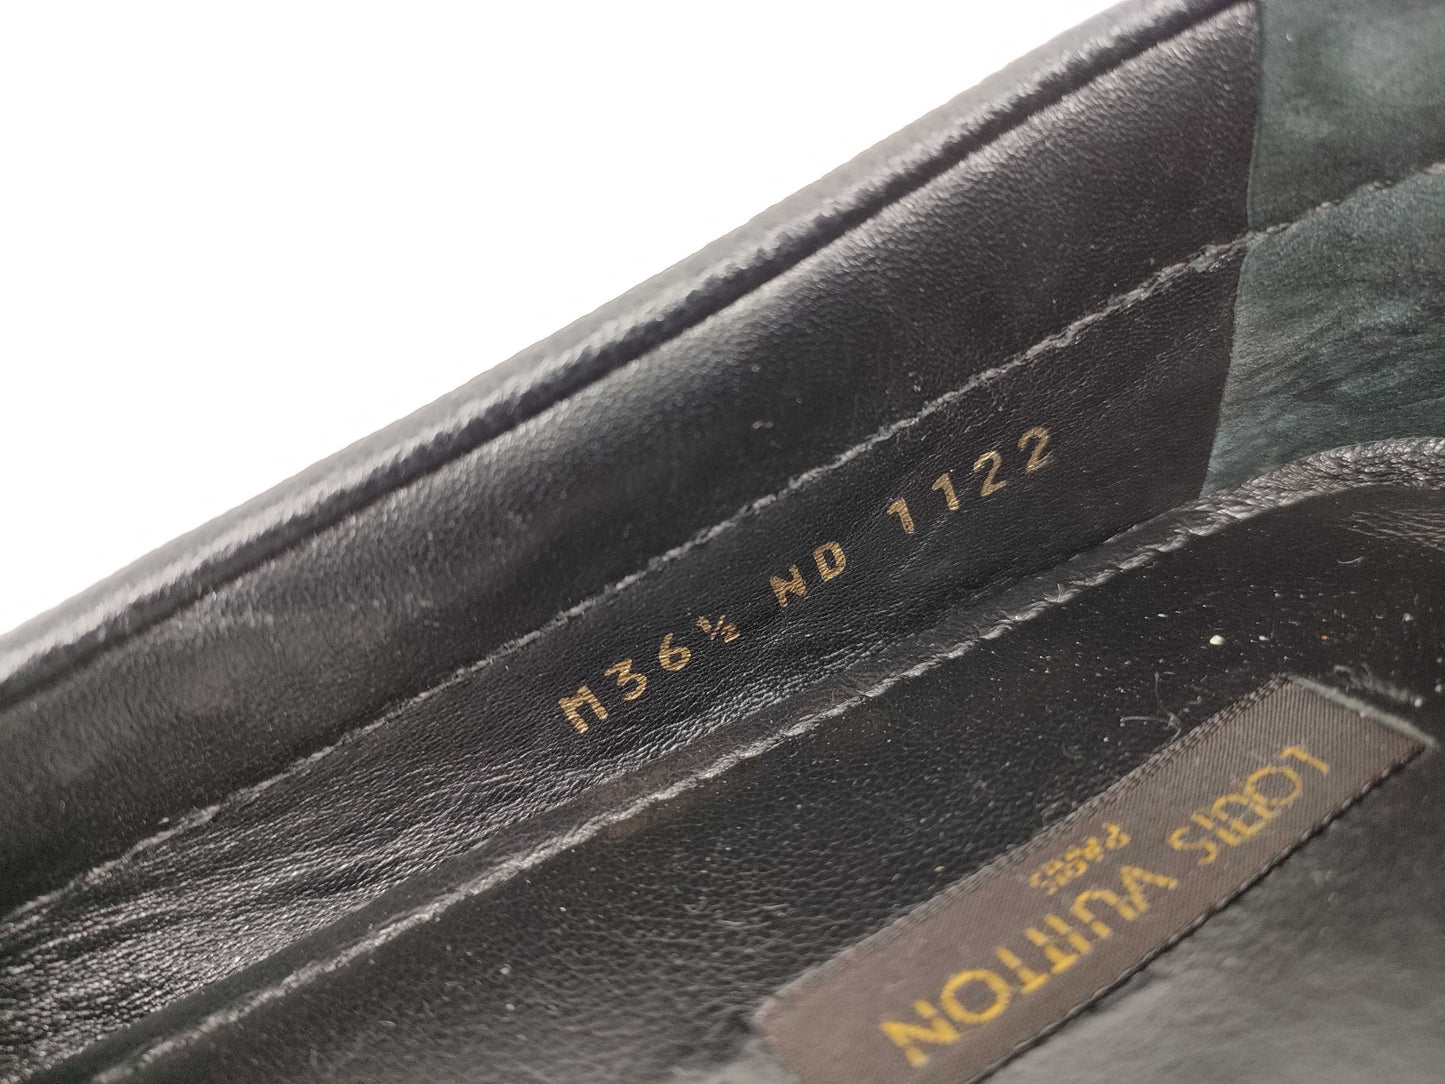 M36½ ND 1122
LOUIS VUITTON
PARIS